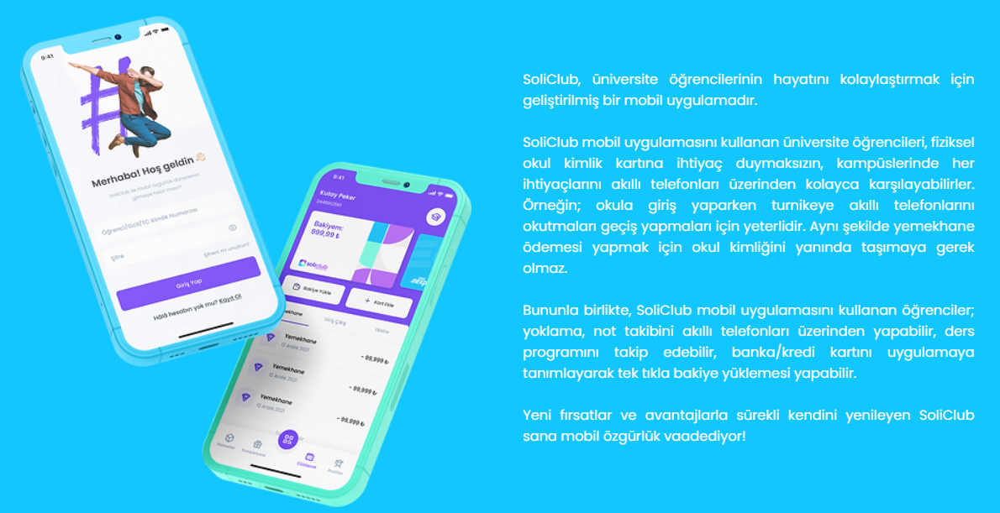 9:41
Merhaba! Hoş geldin 👋🏻
SoliClub ile mobil özgürlük dünyasına
girmeye hazır mısın?
Öğrenci/Sicil/TC Kimlik Numarası
Şifre
Şifreni mi unuttun?
Giriş Yap
Hâlâ hesabın yok mu? Kayıt Ol
9:41
Kutay Peker
Bakiyem:
999,99 ₺
soliclub
Bakiye Yükle
+ Kart Ekle
Giriş Çıkış
Ekstre
Yemekhane
12 Aralık 2021
- 99,999 ₺
Yemekhane
12 Aralık 2021
- 99,999 ₺
Yemekhane
12 Aralık 2021
- 99,999 ₺
Hizmetler
Kampanyalar
Cüzdanım
Profilim
SoliClub, üniversite öğrencilerinin hayatını kolaylaştırmak için
geliştirilmiş bir mobil uygulamadır.
SoliClub mobil uygulamasını kullanan üniversite öğrencileri, fiziksel
okul kimlik kartına ihtiyaç duymaksızın, kampüslerinde her
ihtiyaçlarını akıllı telefonları üzerinden kolayca karşılayabilirler.
Örneğin; okula giriş yaparken turnikeye akıllı telefonlarını
okutmaları geçiş yapmaları için yeterlidir. Aynı şekilde yemekhane
ödemesi yapmak için okul kimliğini yanında taşımaya gerek
olmaz.
Bununla birlikte, SoliClub mobil uygulamasını kullanan öğrenciler;
yoklama, not takibini akıllı telefonları üzerinden yapabilir, ders
programını takip edebilir, banka/kredi kartını uygulamaya
tanımlayarak tek tıkla bakiye yüklemesi yapabilir.
Yeni fırsatlar ve avantajlarla sürekli kendini yenileyen SoliClub
sana mobil özgürlük vaadediyor!